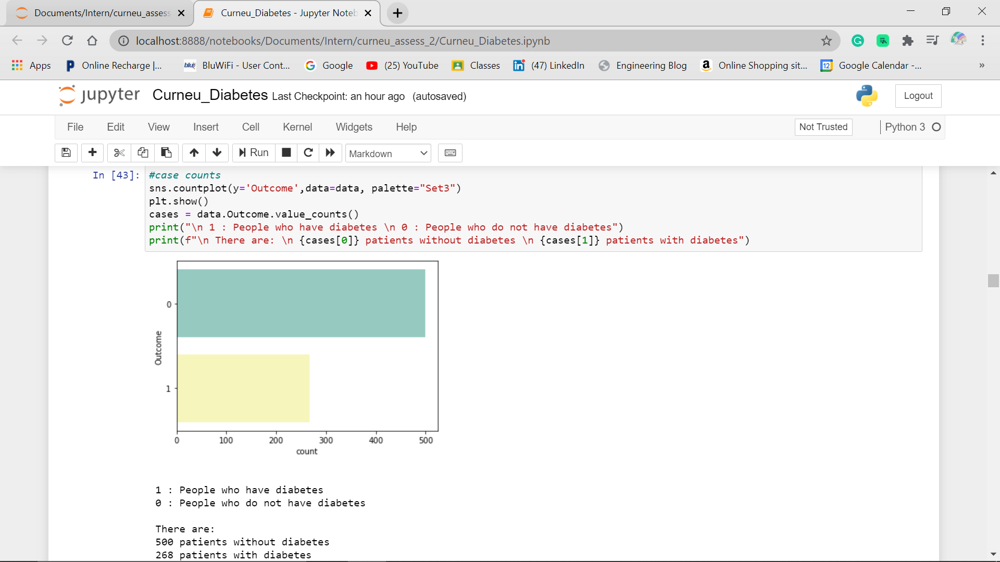 Documents/Intern/curneu_assess
Curneu_Diabetes - Jupyter Noteb
localhost:8888/notebooks/Documents/Intern/curneu_assess_2/Curneu_Diabetes.ipynb
Apps Online Recharge |... BluWiFi - User Cont... Google (25) YouTube Classes (47) LinkedIn Engineering Blog Online Shopping sit... Google Calendar -... »
jupyter Curneu_Diabetes Last Checkpoint: an hour ago (autosaved) Logout
File Edit View Insert Cell Kernel Widgets Help Not Trusted Python 3
Run Markdown
In [43]: #case counts
sns.countplot(y='Outcome',data=data, palette="Set3")
plt.show()
cases = data.Outcome.value_counts()
print("\n 1 : People who have diabetes \n 0 : People who do not have diabetes")
print(f"\n There are: \n {cases[0]} patients without diabetes \n {cases[1]} patients with diabetes")
0
Outcome
1
0 100 200 300 400 500
count
1 : People who have diabetes
0 : People who do not have diabetes
There are:
500 patients without diabetes
268 patients with diabetes